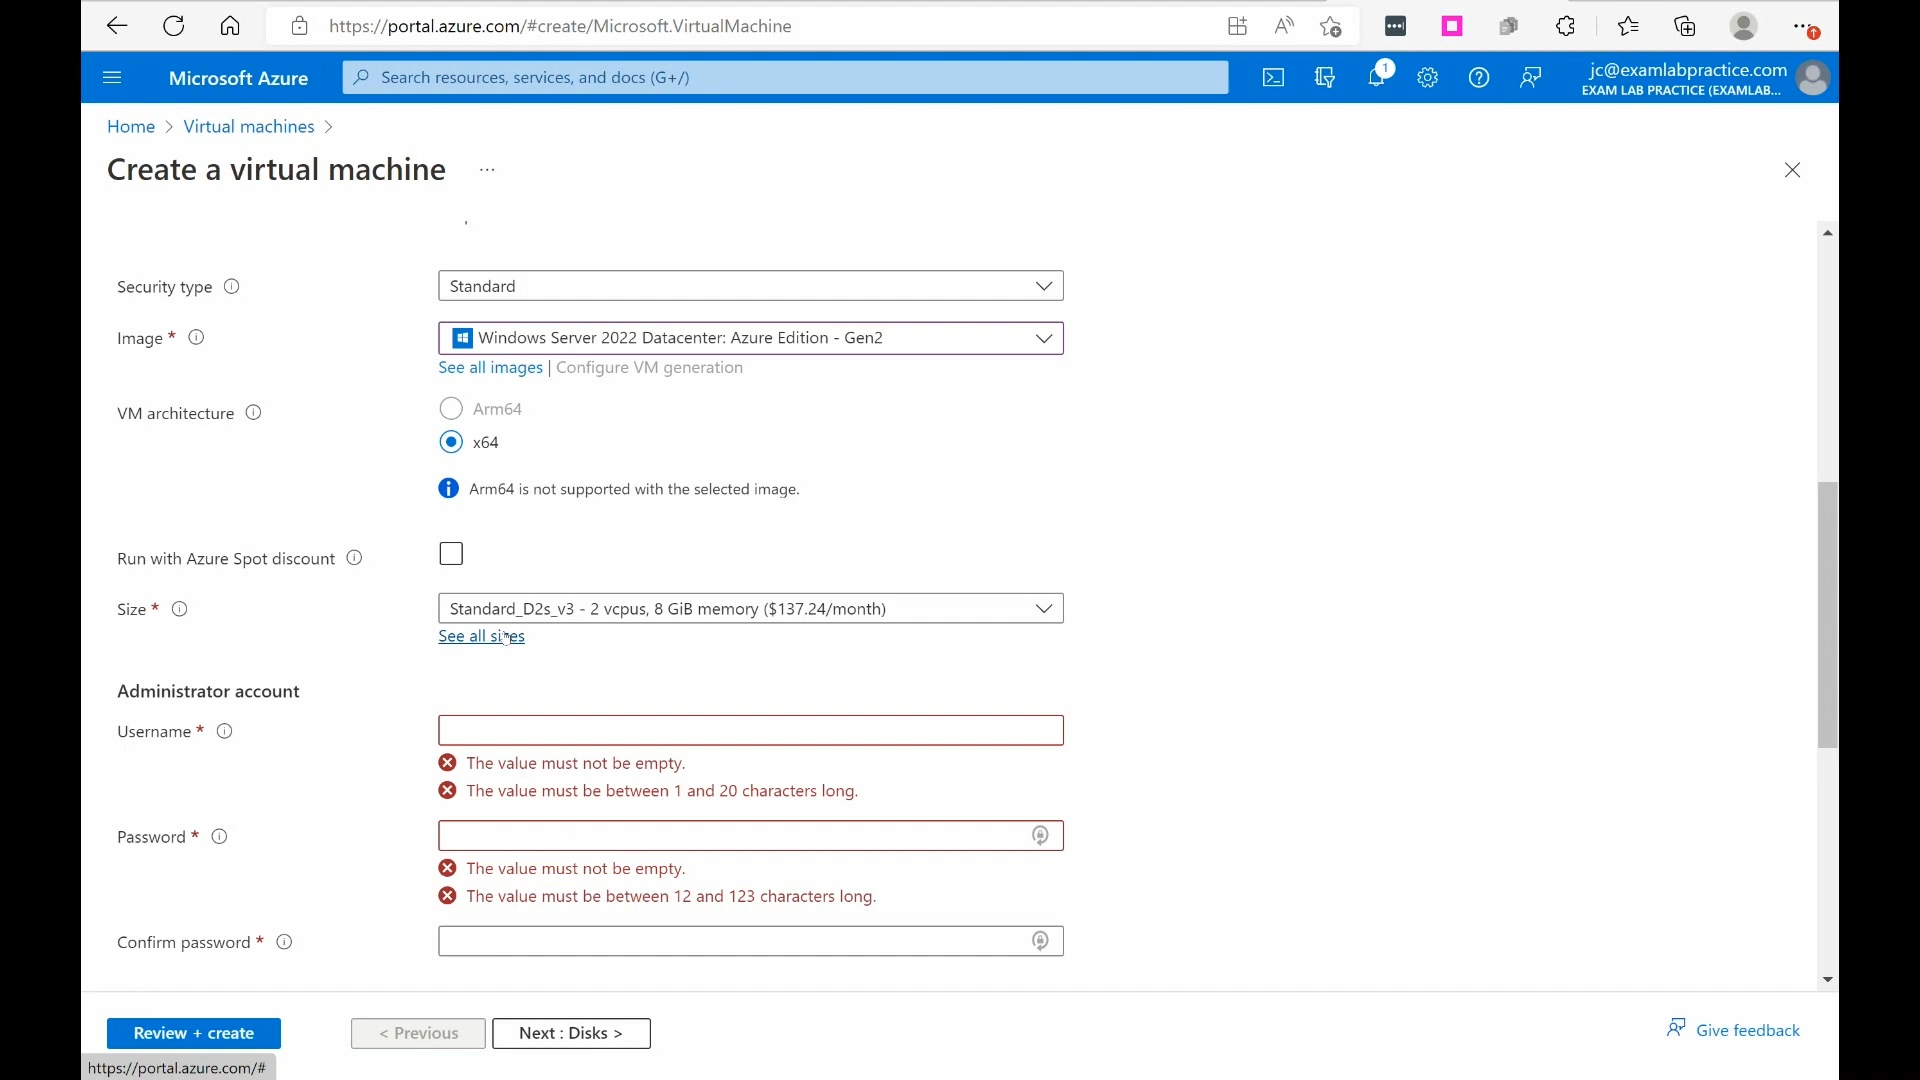 https://portal.azure.com/#create/Microsoft.VirtualMachine
Microsoft Azure
Search resources, services, and docs (G+/)
1
jc@examlabpractice.com
EXAM LAB PRACTICE (EXAMLAB...
Home > Virtual machines >
Create a virtual machine ...
Security type
Standard
Image *
Windows Server 2022 Datacenter: Azure Edition - Gen2
See all images | Configure VM generation
VM architecture
Arm64
x64
Arm64 is not supported with the selected image.
Run with Azure Spot discount
Size *
Standard_D2s_v3 - 2 vcpus, 8 GiB memory ($137.24/month)
See all sizes
Administrator account
Username *
The value must not be empty.
The value must be between 1 and 20 characters long.
Password *
The value must not be empty.
The value must be between 12 and 123 characters long.
Confirm password *
Review + create
< Previous
Next : Disks >
Give feedback
https://portal.azure.com/#